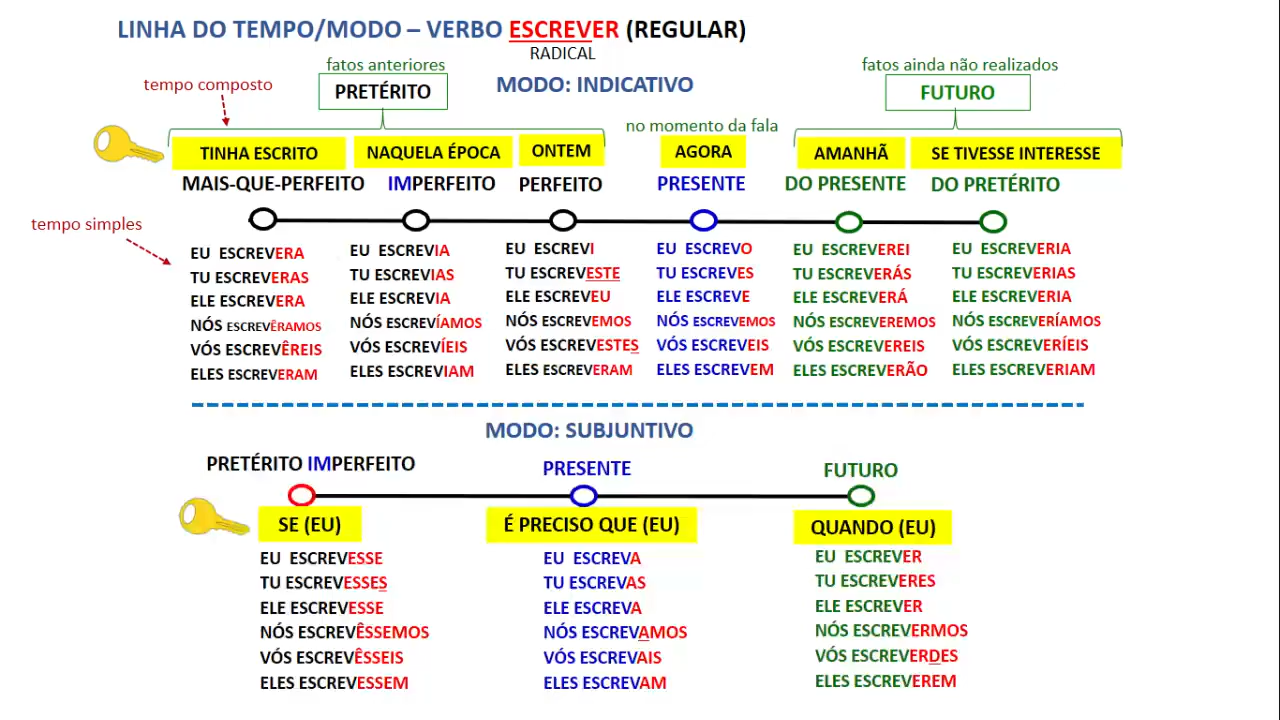 LINHA DO TEMPO/MODO – VERBO ESCREVER (REGULAR)
RADICAL
fatos anteriores
fatos ainda não realizados
tempo composto
PRETÉRITO
MODO: INDICATIVO
FUTURO
no momento da fala
TINHA ESCRITO
NAQUELA ÉPOCA
ONTEM
AGORA
AMANHÃ
SE TIVESSE INTERESSE
MAIS-QUE-PERFEITO
IMPERFEITO
PERFEITO
PRESENTE
DO PRESENTE
DO PRETÉRITO
tempo simples
EU ESCREVERA
TU ESCREVERAS
ELE ESCREVERA
NÓS ESCREVÊRAMOS
VÓS ESCREVÊREIS
ELES ESCREVERAM
EU ESCREVIA
TU ESCREVIAS
ELE ESCREVIA
NÓS ESCREVÍAMOS
VÓS ESCREVÍEIS
ELES ESCREVIAM
EU ESCREVI
TU ESCREVESTE
ELE ESCREVEU
NÓS ESCREVEMOS
VÓS ESCREVESTES
ELES ESCREVERAM
EU ESCREVO
TU ESCREVES
ELE ESCREVE
NÓS ESCREVEMOS
VÓS ESCREVEIS
ELES ESCREVEM
EU ESCREVEREI
TU ESCREVERÁS
ELE ESCREVERÁ
NÓS ESCREVEREMOS
VÓS ESCREVEREIS
ELES ESCREVERÃO
EU ESCREVERIA
TU ESCREVERIAS
ELE ESCREVERIA
NÓS ESCREVERÍAMOS
VÓS ESCREVERÍEIS
ELES ESCREVERIAM
MODO: SUBJUNTIVO
PRETÉRITO IMPERFEITO
PRESENTE
FUTURO
SE (EU)
É PRECISO QUE (EU)
QUANDO (EU)
EU ESCREVESSE
TU ESCREVESSES
ELE ESCREVESSE
NÓS ESCREVÊSSEMOS
VÓS ESCREVÊSSEIS
ELES ESCREVESSEM
EU ESCREVA
TU ESCREVAS
ELE ESCREVA
NÓS ESCREVAMOS
VÓS ESCREVAIS
ELES ESCREVAM
EU ESCREVER
TU ESCREVERES
ELE ESCREVER
NÓS ESCREVERMOS
VÓS ESCREVERDES
ELES ESCREVEREM